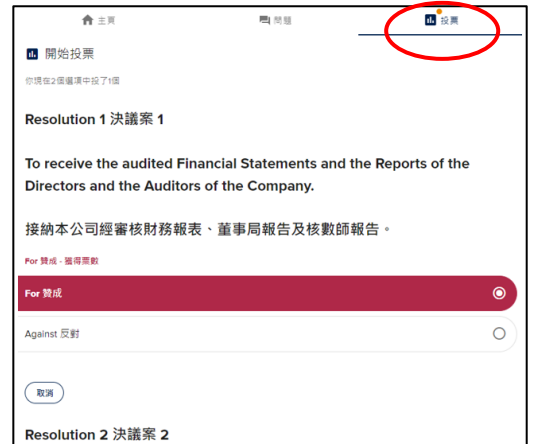 主頁
問題
投票
開始投票
你現在2個選項中投了1個
Resolution 1 決議案 1
To receive the audited Financial Statements and the Reports of the
Directors and the Auditors of the Company.
接納本公司經審核財務報表、董事局報告及核數師報告。
For 贊成 - 獲得票數
For 贊成
Against 反對
取消
Resolution 2 決議案 2